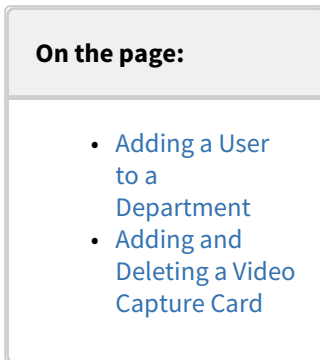 On the page:
• Adding a User
to a
Department
• Adding and
Deleting a Video
Capture Card